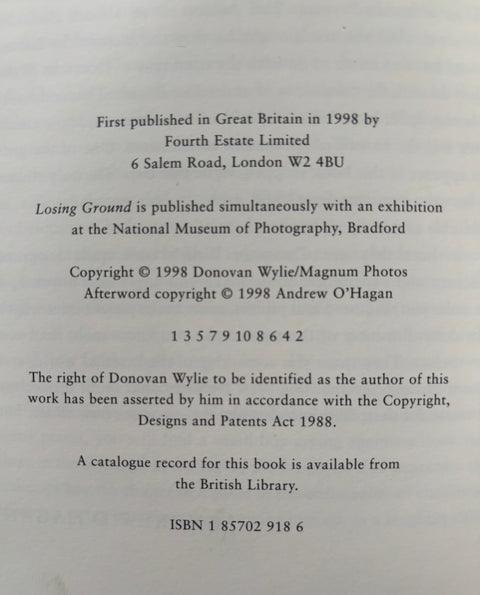 First published in Great Britain in 1998 by
Fourth Estate Limited
6 Salem Road, London W2 4BU
Losing Ground is published simultaneously with an exhibition
at the National Museum of Photography, Bradford
Copyright © 1998 Donovan Wylie/Magnum Photos
Afterword copyright © 1998 Andrew O'Hagan
1 3 5 7 9 10 8 6 4 2
The right of Donovan Wylie to be identified as the author of this
work has been asserted by him in accordance with the Copyright,
Designs and Patents Act 1988.
A catalogue record for this book is available from
the British Library.
ISBN 1 85702 918 6